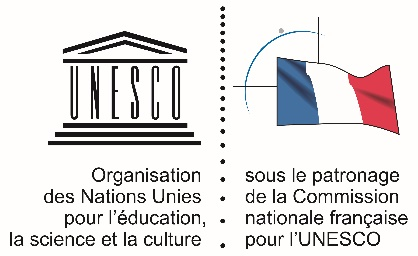 UNESCO
Organisation
des Nations Unies
pour l'éducation,
la science et la culture
sous le patronage
de la Commission
nationale française
pour l'UNESCO